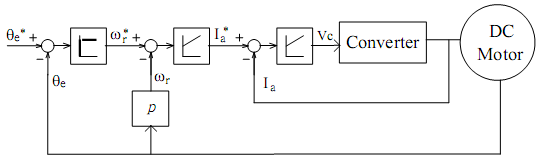 θe* + ωr* + Ia* + Vc Converter DC Motor
− − −
θe ωr Ia
p